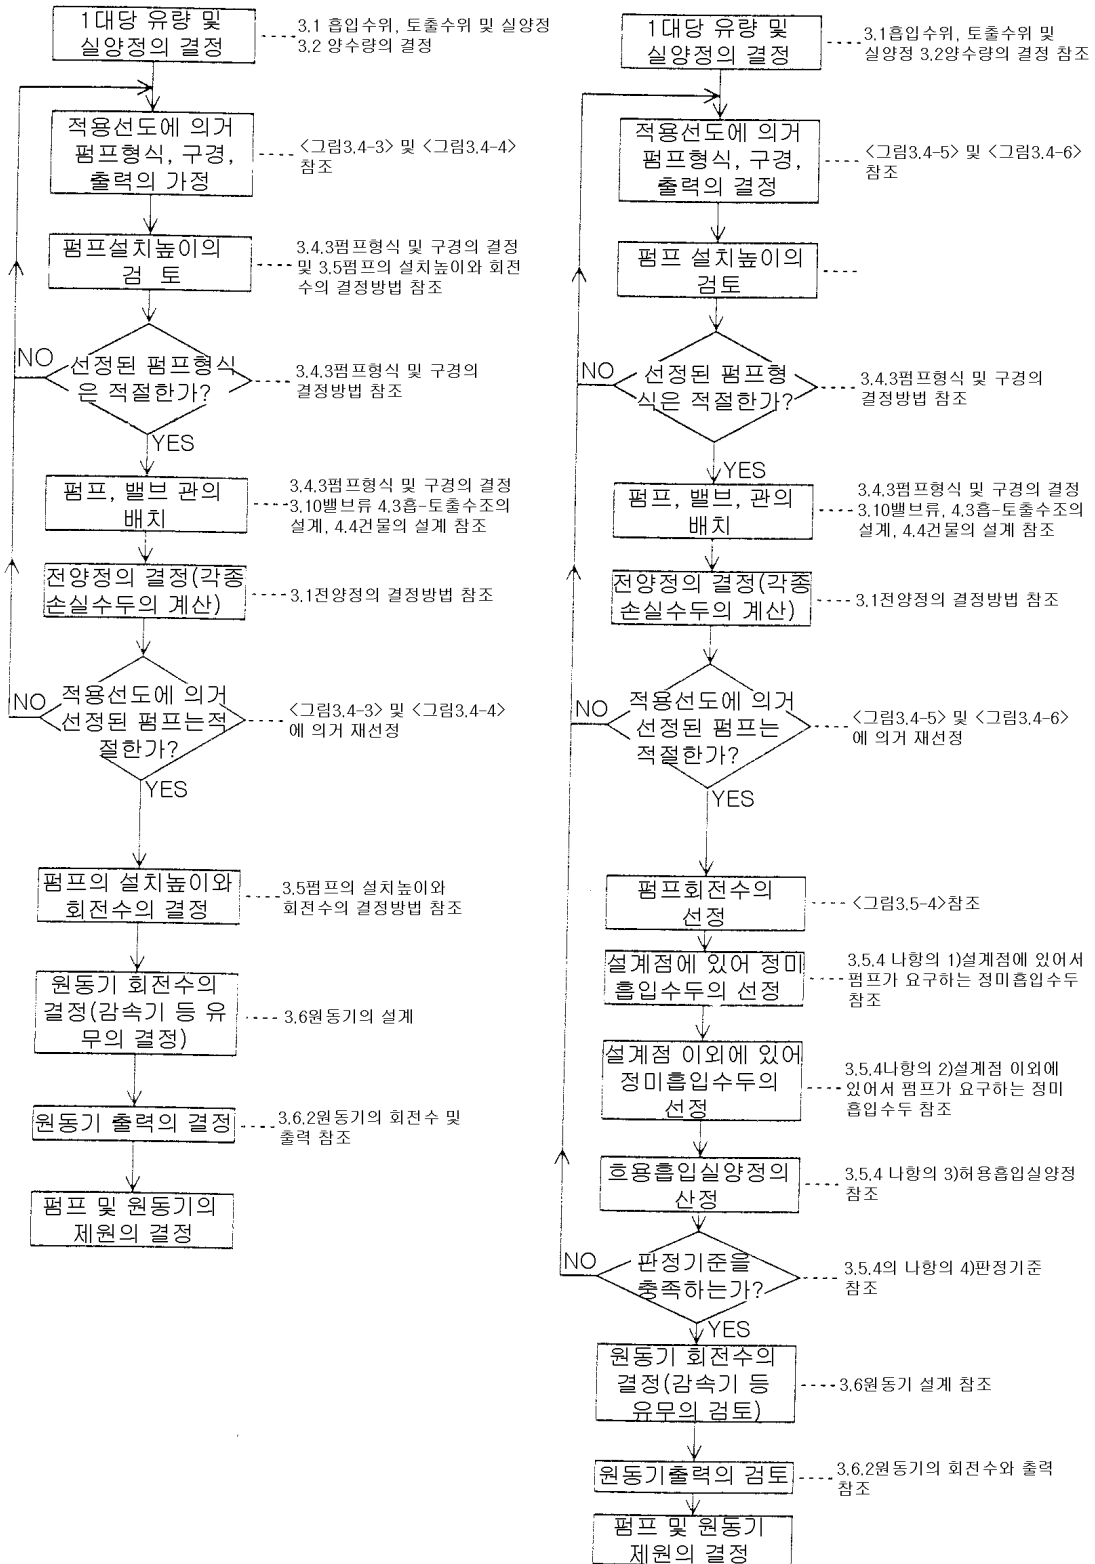 1대당 유량 및
실양정의 결정
3.1 흡입수위, 토출수위 및 실양정
3.2 양수량의 결정
적용선도에 의거
펌프형식, 구경,
출력의 가정
<그림3.4-3> 및 <그림3.4-4>
참조
펌프설치높이의
검 토
3.4.3펌프형식 및 구경의 결정
및 3.5펌프의 설치높이와 회전
수의 결정방법 참조
NO
선정된 펌프형식
은 적절한가?
3.4.3펌프형식 및 구경의
결정방법 참조
YES
펌프, 밸브 관의
배치
3.4.3펌프형식 및 구경의 결정
3.10밸브류 4.3흡-토출수조의
설계, 4.4건물의 설계 참조
전양정의 결정(각종
손실수두의 계산)
3.1전양정의 결정방법 참조
NO
적용선도에 의거
선정된 펌프는적
절한가?
<그림3.4-3> 및 <그림3.4-4>
에 의거 재선정
YES
펌프의 설치높이와
회전수의 결정
3.5펌프의 설치높이와
회전수의 결정방법 참조
원동기 회전수의
결정(감속기 등 유
무의 결정)
3.6원동기의 설계
원동기 출력의 결정
3.6.2원동기의 회전수 및
출력 참조
펌프 및 원동기의
제원의 결정
1대당 유량 및
실양정의 결정
3.1흡입수위, 토출수위 및
실양정 3.2양수량의 결정 참조
적용선도에 의거
펌프형식, 구경,
출력의 결정
<그림3.4-5> 및 <그림3.4-6>
참조
펌프 설치높이의
검토
NO
선정된 펌프형
식은 적절한가?
3.4.3펌프형식 및 구경의
결정방법 참조
YES
펌프, 밸브, 관의
배치
3.4.3펌프형식 및 구경의 결정
3.10밸브류, 4.3흡-토출수조의
설계, 4.4건물의 설계 참조
전양정의 결정(각종
손실수두의 계산)
3.1전양정의 결정방법 참조
NO
적용선도에 의거
선정된 펌프는
적절한가?
<그림3.4-5> 및 <그림3.4-6>
에 의거 재선정
YES
펌프회전수의
선정
<그림3.5-4>참조
설계점에 있어 정미
흡입수두의 선정
3.5.4 나항의 1)설계점에 있어서
펌프가 요구하는 정미흡입수두
참조
설계점 이외에 있어
정미흡입수두의
선정
3.5.4나항의 2)설계점 이외에
있어서 펌프가 요구하는 정미
흡입수두 참조
흐용흡입실양정의
산정
3.5.4 나항의 3)허용흡입실양정
참조
NO
판정기준을
충족하는가?
3.5.4의 나항의 4)판정기준
참조
YES
원동기 회전수의
결정(감속기 등
유무의 검토)
3.6원동기 설계 참조
원동기출력의 검토
3.6.2원동기의 회전수와 출력
참조
펌프 및 원동기
제원의 결정